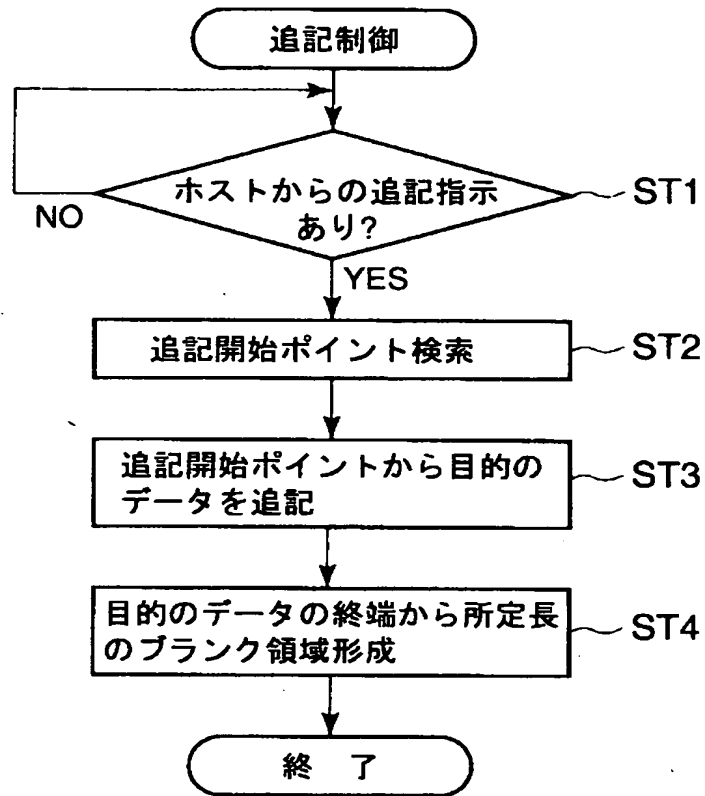 追記制御
ホストからの追記指示
あり?
ST1
NO
YES
追記開始ポイント検索
ST2
追記開始ポイントから目的の
データを追記
ST3
目的のデータの終端から所定長
のブランク領域形成
ST4
終 了